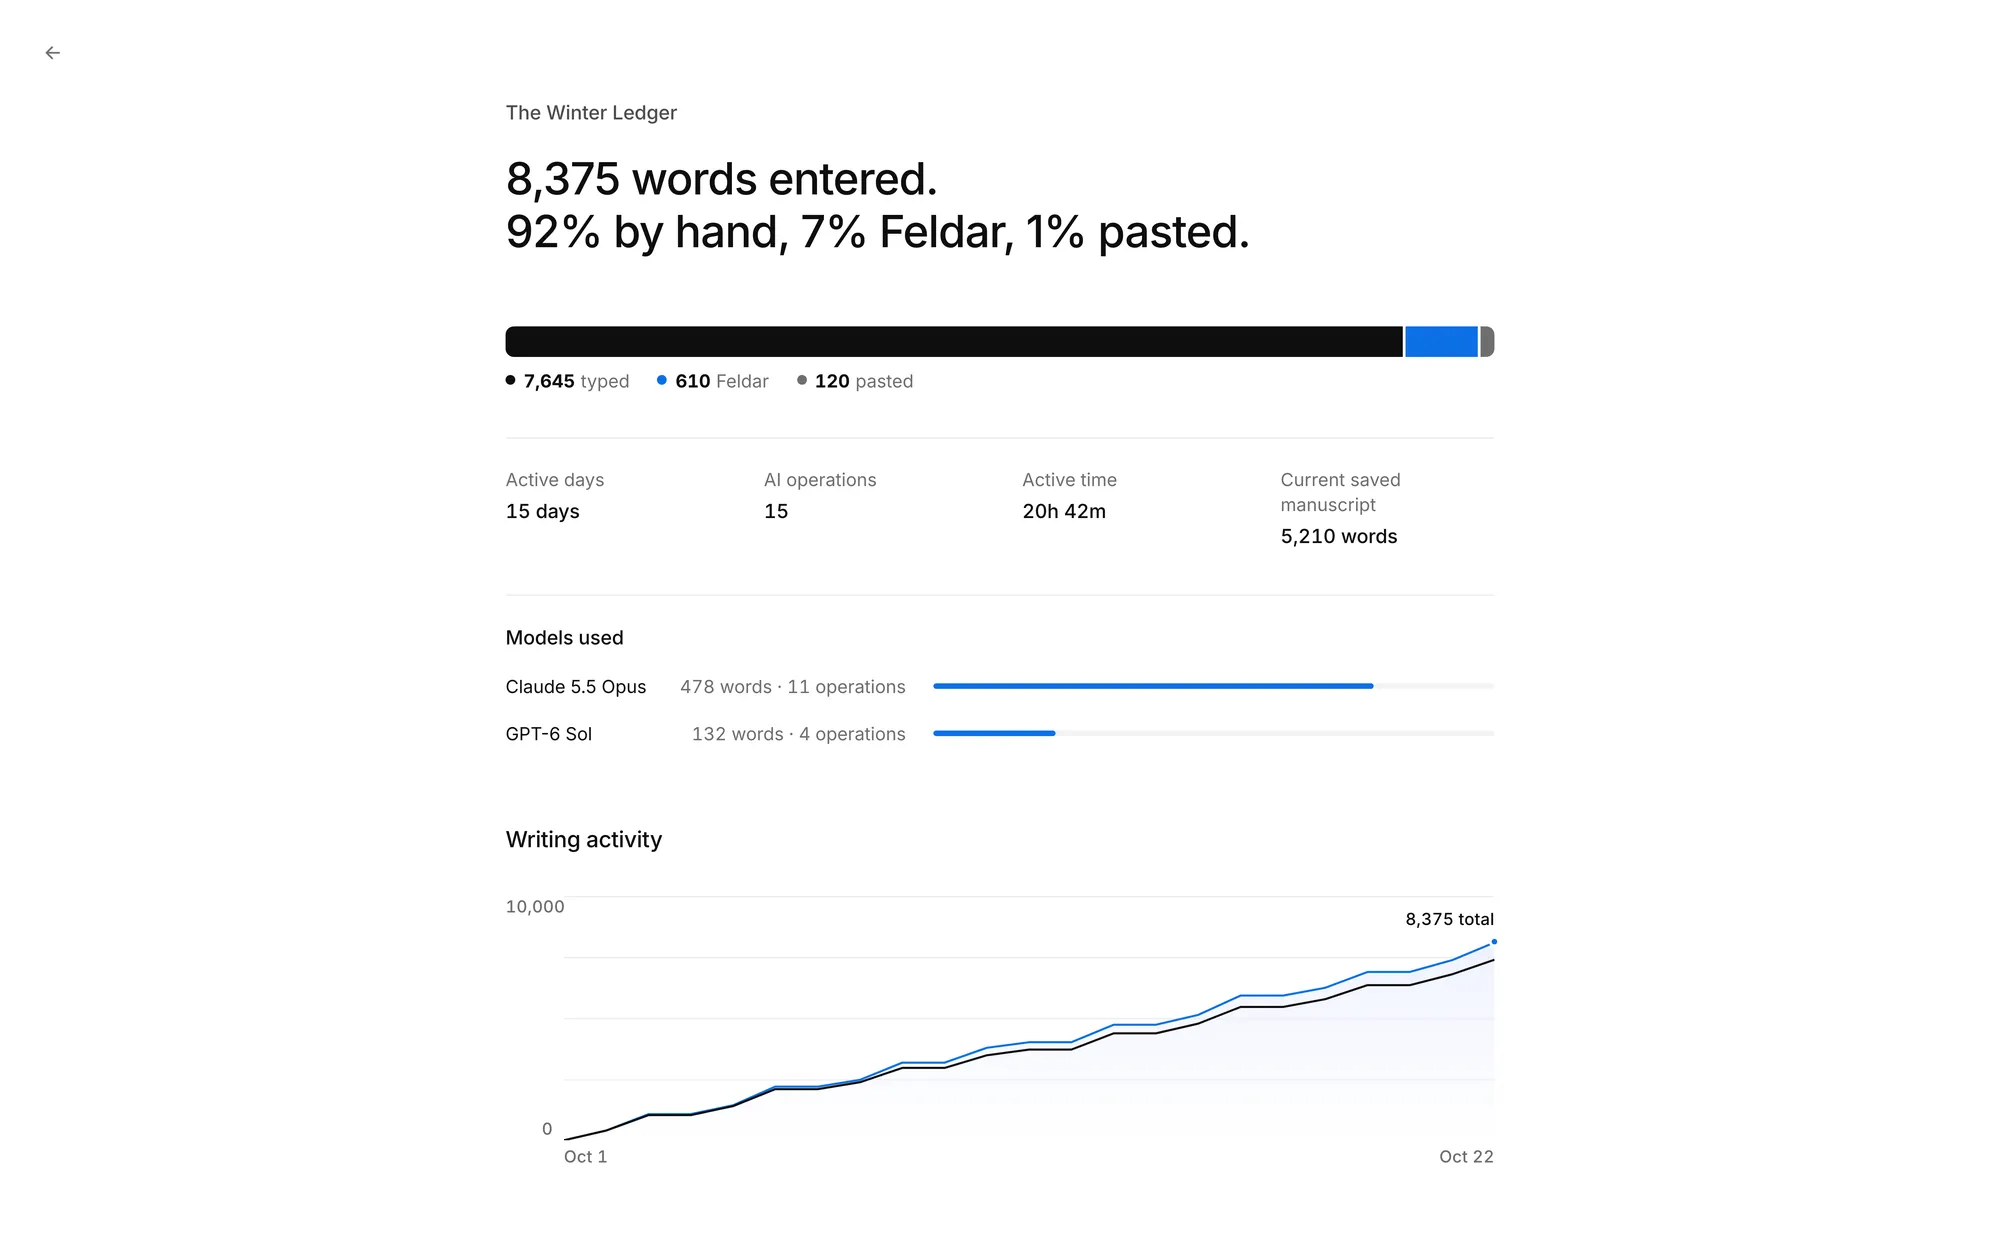 The Winter Ledger
8,375 words entered.
92% by hand, 7% Feldar, 1% pasted.
7,645 typed 610 Feldar 120 pasted
Active days
15 days
AI operations
15
Active time
20h 42m
Current saved
manuscript
5,210 words
Models used
Claude 5.5 Opus 478 words · 11 operations
GPT-6 Sol 132 words · 4 operations
Writing activity
10,000
8,375 total
0
Oct 1 Oct 22